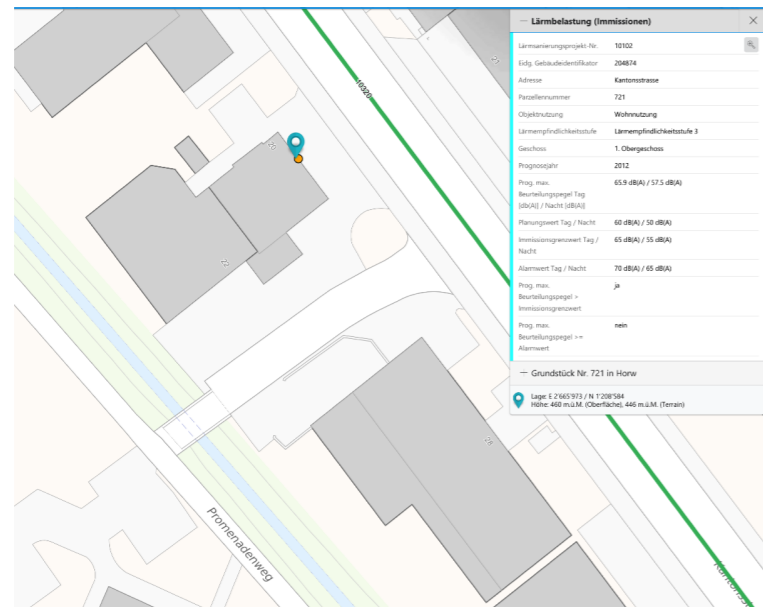 Lärmbelastung (Immissionen)
Lärmsanierungsprojekt-Nr. 10102
Eidg. Gebäudeidentifikator 204874
Adresse Kantonsstrasse
Parzellennummer 721
Objektnutzung Wohnnutzung
Lärmempfindlichkeitsstufe Lärmempfindlichkeitsstufe 3
Geschoss 1. Obergeschoss
Prognosejahr 2012
Prog. max. 65.9 dB(A) / 57.5 dB(A)
Beurteilungspegel Tag
[db(A)] / Nacht [dB(A)]
Planungswert Tag / Nacht 60 dB(A) / 50 dB(A)
Immissionsgrenzwert Tag / 65 dB(A) / 55 dB(A)
Nacht
Alarmwert Tag / Nacht 70 dB(A) / 65 dB(A)
Prog. max. ja
Beurteilungspegel >
Immissionsgrenzwert
Prog. max. nein
Beurteilungspegel >=
Alarmwert
Grundstück Nr. 721 in Horw
Lage: E 2'665'973 / N 1'208'584
Höhe: 460 m.ü.M. (Oberfläche), 446 m.ü.M. (Terrain)
21
10320
20
22
28
Promenadenweg